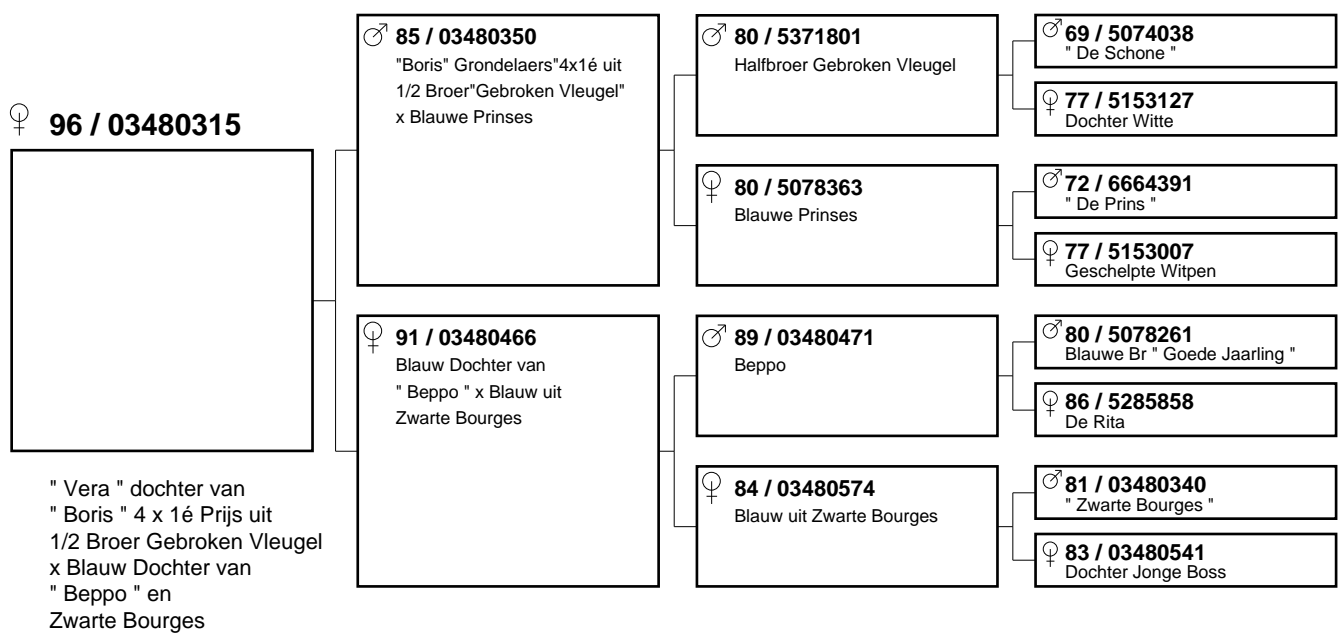 96 / 03480315
" Vera " dochter van
" Boris " 4 x 1é Prijs uit
1/2 Broer Gebroken Vleugel
x Blauw Dochter van
" Beppo " en
Zwarte Bourges
85 / 03480350
"Boris" Grondelaers"4x1é uit
1/2 Broer"Gebroken Vleugel"
x Blauwe Prinses
91 / 03480466
Blauw Dochter van
" Beppo " x Blauw uit
Zwarte Bourges
80 / 5371801
Halfbroer Gebroken Vleugel
80 / 5078363
Blauwe Prinses
89 / 03480471
Beppo
84 / 03480574
Blauw uit Zwarte Bourges
69 / 5074038
" De Schone "
77 / 5153127
Dochter Witte
72 / 6664391
" De Prins "
77 / 5153007
Geschelpte Witpen
80 / 5078261
Blauwe Br " Goede Jaarling "
86 / 5285858
De Rita
81 / 03480340
" Zwarte Bourges "
83 / 03480541
Dochter Jonge Boss